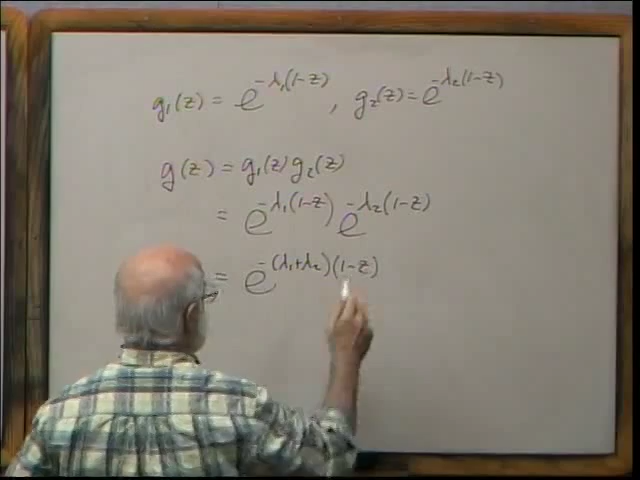 g₁(z) = e^{-λ₁(1-z)}, g₂(z) = e^{-λ₂(1-z)}
g(z) = g₁(z) g₂(z)
= e^{-λ₁(1-z)} e^{-λ₂(1-z)}
= e^{-(λ₁+λ₂)(1-z)}